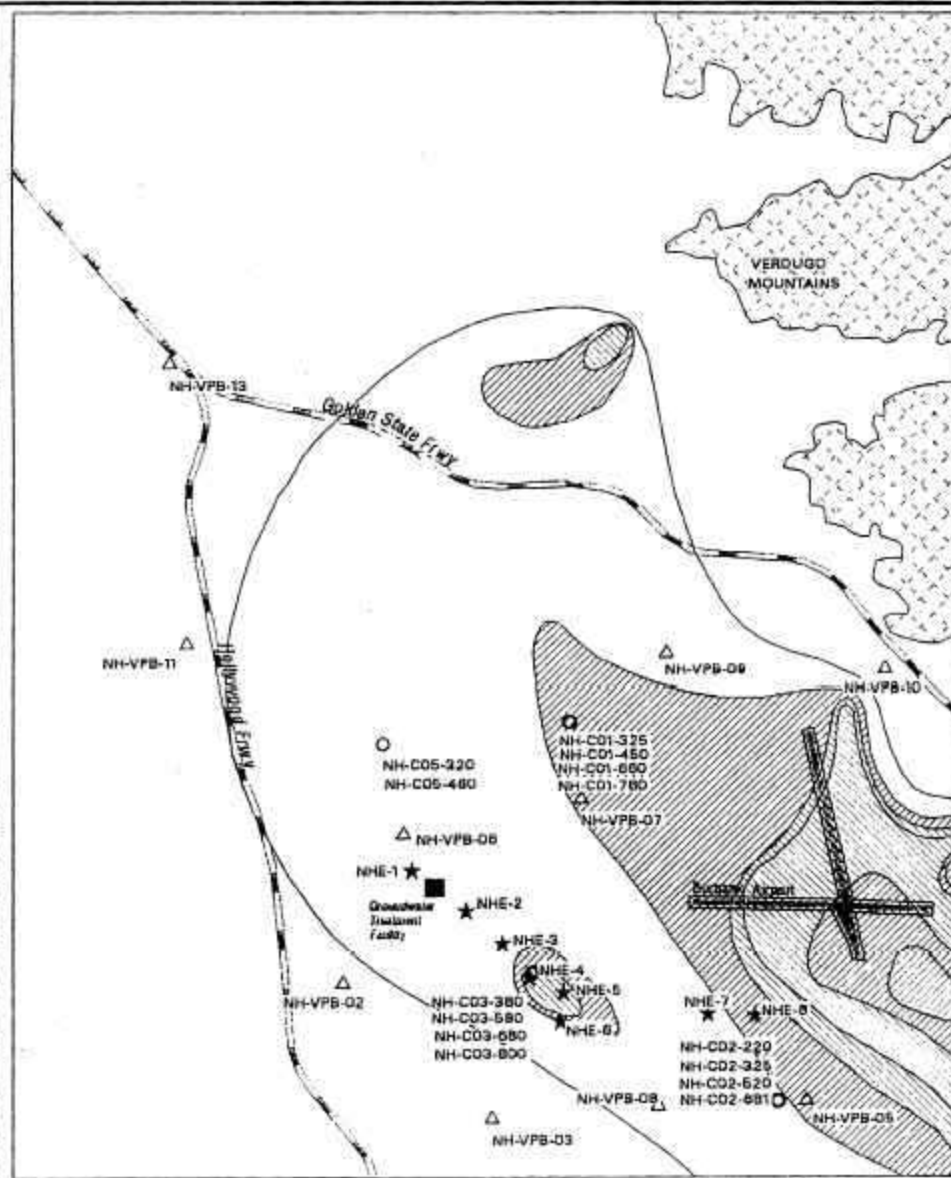 VERDUGO
MOUNTAINS
NH-VPB-13
Golden State Frwy
NH-VPB-11
Hollywood Frwy
NH-VPB-09
NH-VPB-10
NH-C01-325
NH-C01-450
NH-C01-660
NH-C01-780
NH-C05-320
NH-C05-460
NH-VPB-07
NH-VPB-06
NHE-1
Groundwater
Treatment
Facility
NHE-2
Burbank Airport
NHE-3
NHE-4
NHE-5
NH-VPB-02
NH-C03-380
NH-C03-580
NH-C03-680
NH-C03-800
NHE-6
NHE-7
NHE-8
NH-C02-220
NH-C02-325
NH-C02-520
NH-C02-681
NH-VPB-08
NH-VPB-05
NH-VPB-03